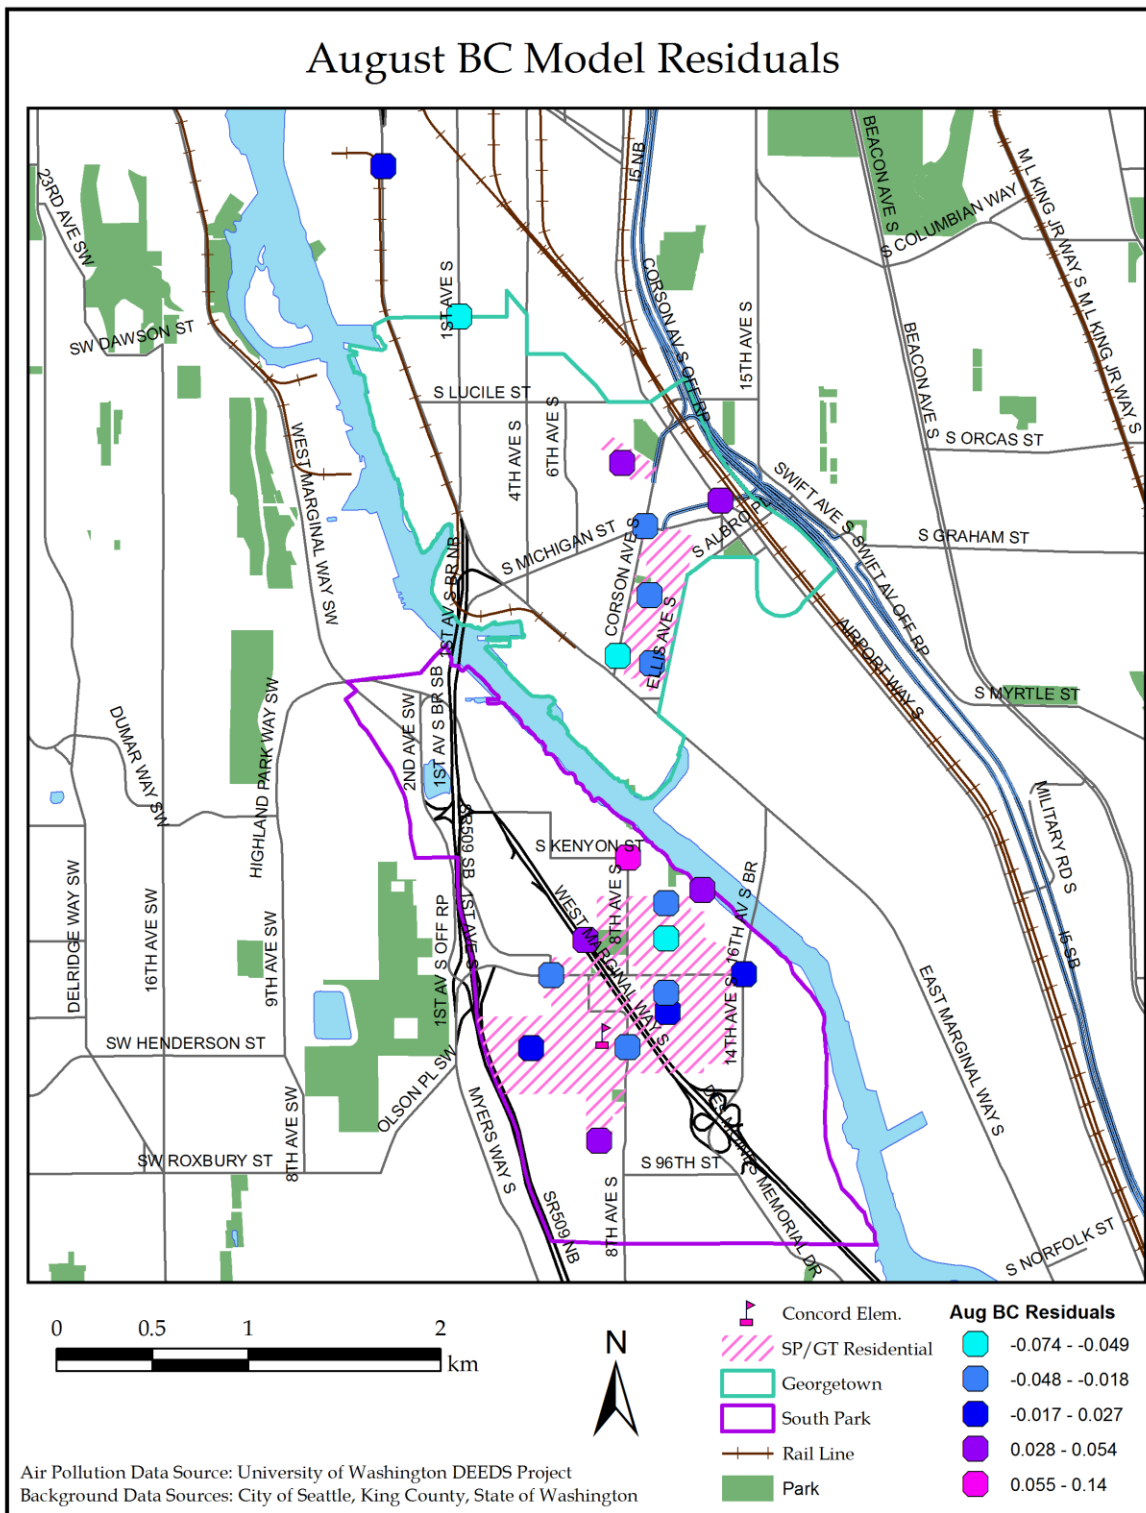 August BC Model Residuals
23RD AVE SW
SW DAWSON ST
1ST AVE S
I5 NB
BEACON AVE S
S COLUMBIAN WAY
M L KING JR WAY S
M L KING JR WAY S
CORSON AV S OFF RP
15TH AVE S
BEACON AVE S
S LUCILE ST
4TH AVE S
6TH AVE S
S ORCAS ST
WEST MARGINAL WAY SW
SWIFT AVE S
SWIFT AV OFF RP
S GRAHAM ST
S MICHIGAN ST
S ALBRO PL
1ST AV S BR NB
CORSON AVE S
ELLIS AVE S
AIRPORT WAY S
S MYRTLE ST
DUMAR WAY SW
HIGHLAND PARK WAY SW
2ND AVE SW
1ST AV S BR SB
MILITARY RD S
SR509 SB
S KENYON ST
WEST MARGINAL WAY S
8TH AVE S
16TH AV S BR
DELRIDGE WAY SW
16TH AVE SW
9TH AVE SW
1ST AV S OFF RP
1ST AVE S
14TH AVE S
I5 SB
EAST MARGINAL WAY S
SW HENDERSON ST
OLSON PL SW
MYERS WAY S
DES MOINES MEMORIAL DR
8TH AVE SW
SW ROXBURY ST
S 96TH ST
SR509 NB
8TH AVE S
S NORFOLK ST
0 0.5 1 2
km
N
Concord Elem.
SP/GT Residential
Georgetown
South Park
Rail Line
Park
Aug BC Residuals
-0.074 - -0.049
-0.048 - -0.018
-0.017 - 0.027
0.028 - 0.054
0.055 - 0.14
Air Pollution Data Source: University of Washington DEEDS Project
Background Data Sources: City of Seattle, King County, State of Washington